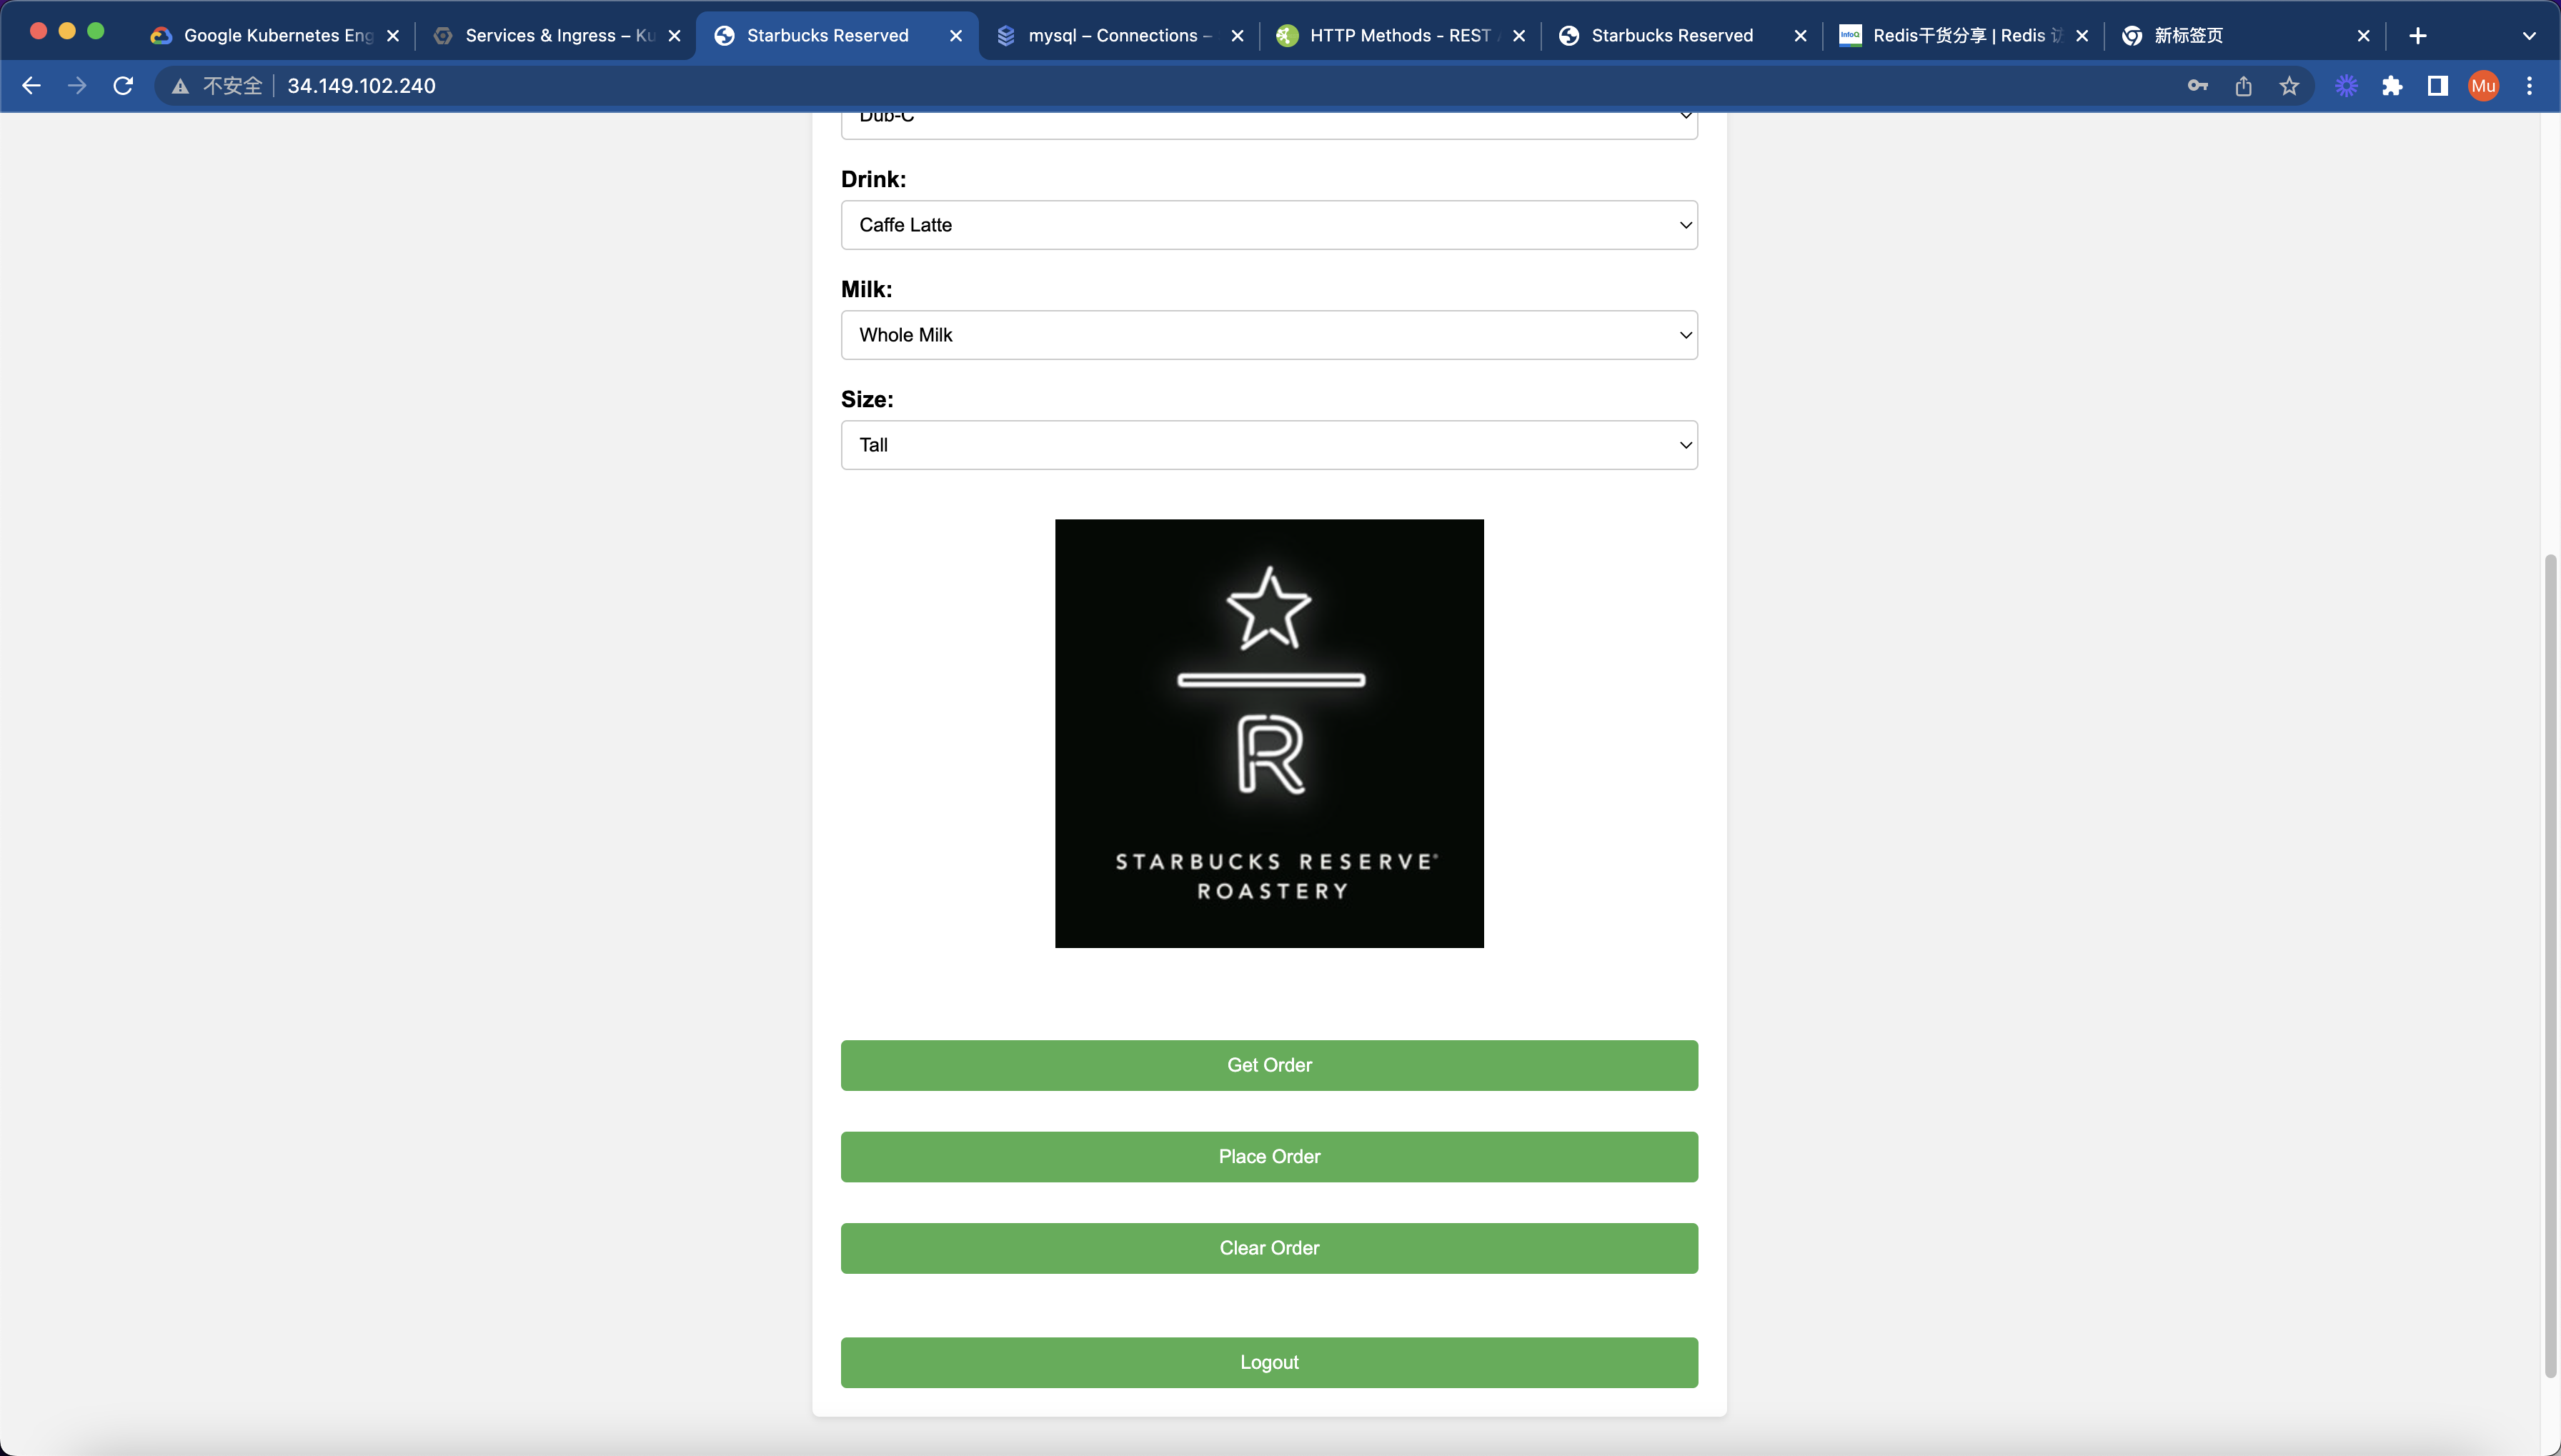 Google Kubernetes Eng
Services & Ingress – Ku
Starbucks Reserved
mysql – Connections –
HTTP Methods - REST
Starbucks Reserved
InfoQ
Redis干货分享 | Redis
新标签页
不安全
34.149.102.240
Mu
Dub-C
Drink:
Caffe Latte
Milk:
Whole Milk
Size:
Tall
R
STARBUCKS RESERVE
ROASTERY
Get Order
Place Order
Clear Order
Logout